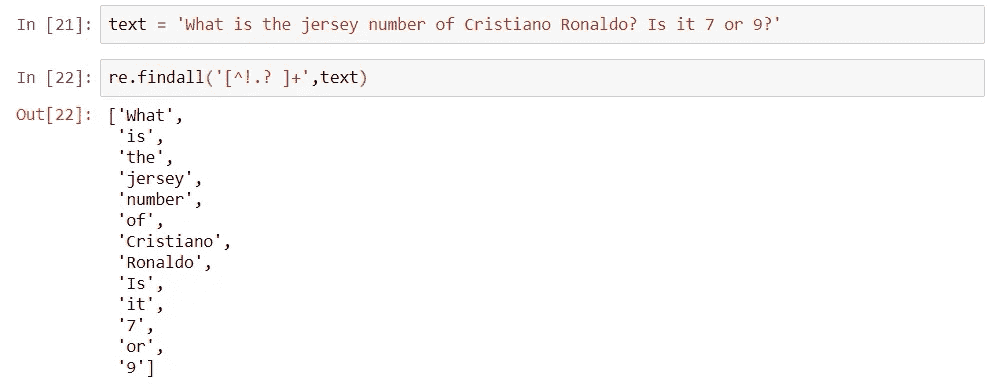 In [21]: text = 'What is the jersey number of Cristiano Ronaldo? Is it 7 or 9?'
In [22]: re.findall('[^!.? ]+',text)
Out[22]: ['What',
'is',
'the',
'jersey',
'number',
'of',
'Cristiano',
'Ronaldo',
'Is',
'it',
'7',
'or',
'9']